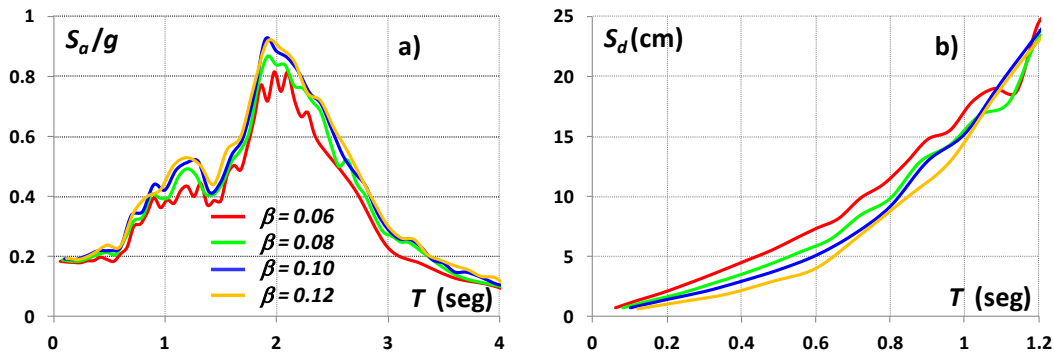 1
0.8
0.6
0.4
0.2
0
S_a/g
a)
β = 0.06
β = 0.08
β = 0.10
β = 0.12
T (seg)
0 1 2 3 4
25
20
15
10
5
0
S_d (cm)
b)
T (seg)
0 0.2 0.4 0.6 0.8 1 1.2